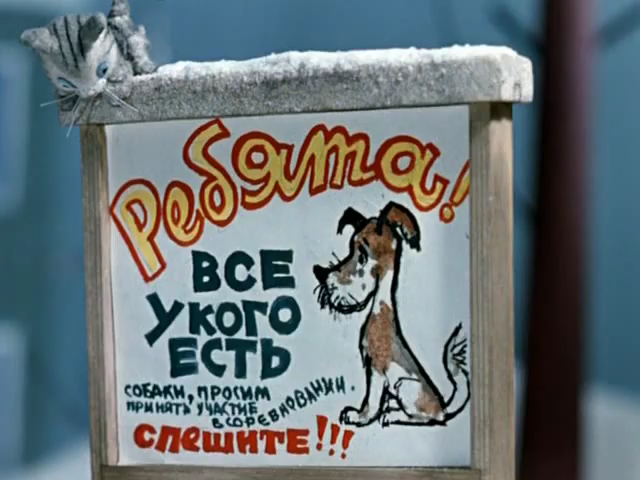 Ребята!
ВСЕ
У КОГО
ЕСТЬ
СОБАКИ, ПРОСИМ
ПРИНЯТЬ УЧАСТИЕ
В СОРЕВНОВАНИИ.
СПЕШИТЕ!!!